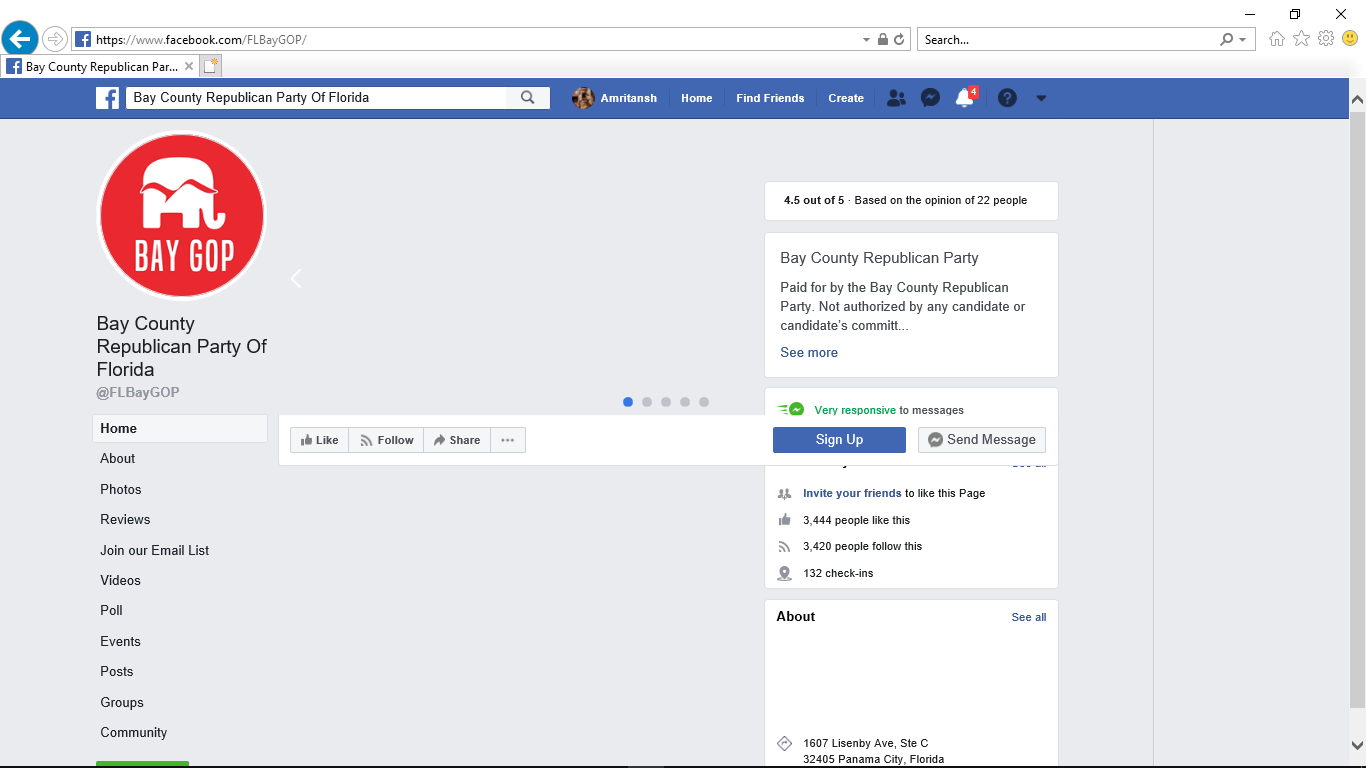 https://www.facebook.com/FLBayGOP/
Search...
Bay County Republican Par...
Bay County Republican Party Of Florida
Amritansh
Home
Find Friends
Create
4
BAY GOP
Bay County
Republican Party Of
Florida
@FLBayGOP
Home
About
Photos
Reviews
Join our Email List
Videos
Poll
Events
Posts
Groups
Community
Like
Follow
Share
4.5 out of 5 · Based on the opinion of 22 people
Bay County Republican Party
Paid for by the Bay County Republican
Party. Not authorized by any candidate or
candidate's committ...
See more
Very responsive to messages
Sign Up
Send Message
Invite your friends to like this Page
3,444 people like this
3,420 people follow this
132 check-ins
About
See all
1607 Lisenby Ave, Ste C
32405 Panama City, Florida